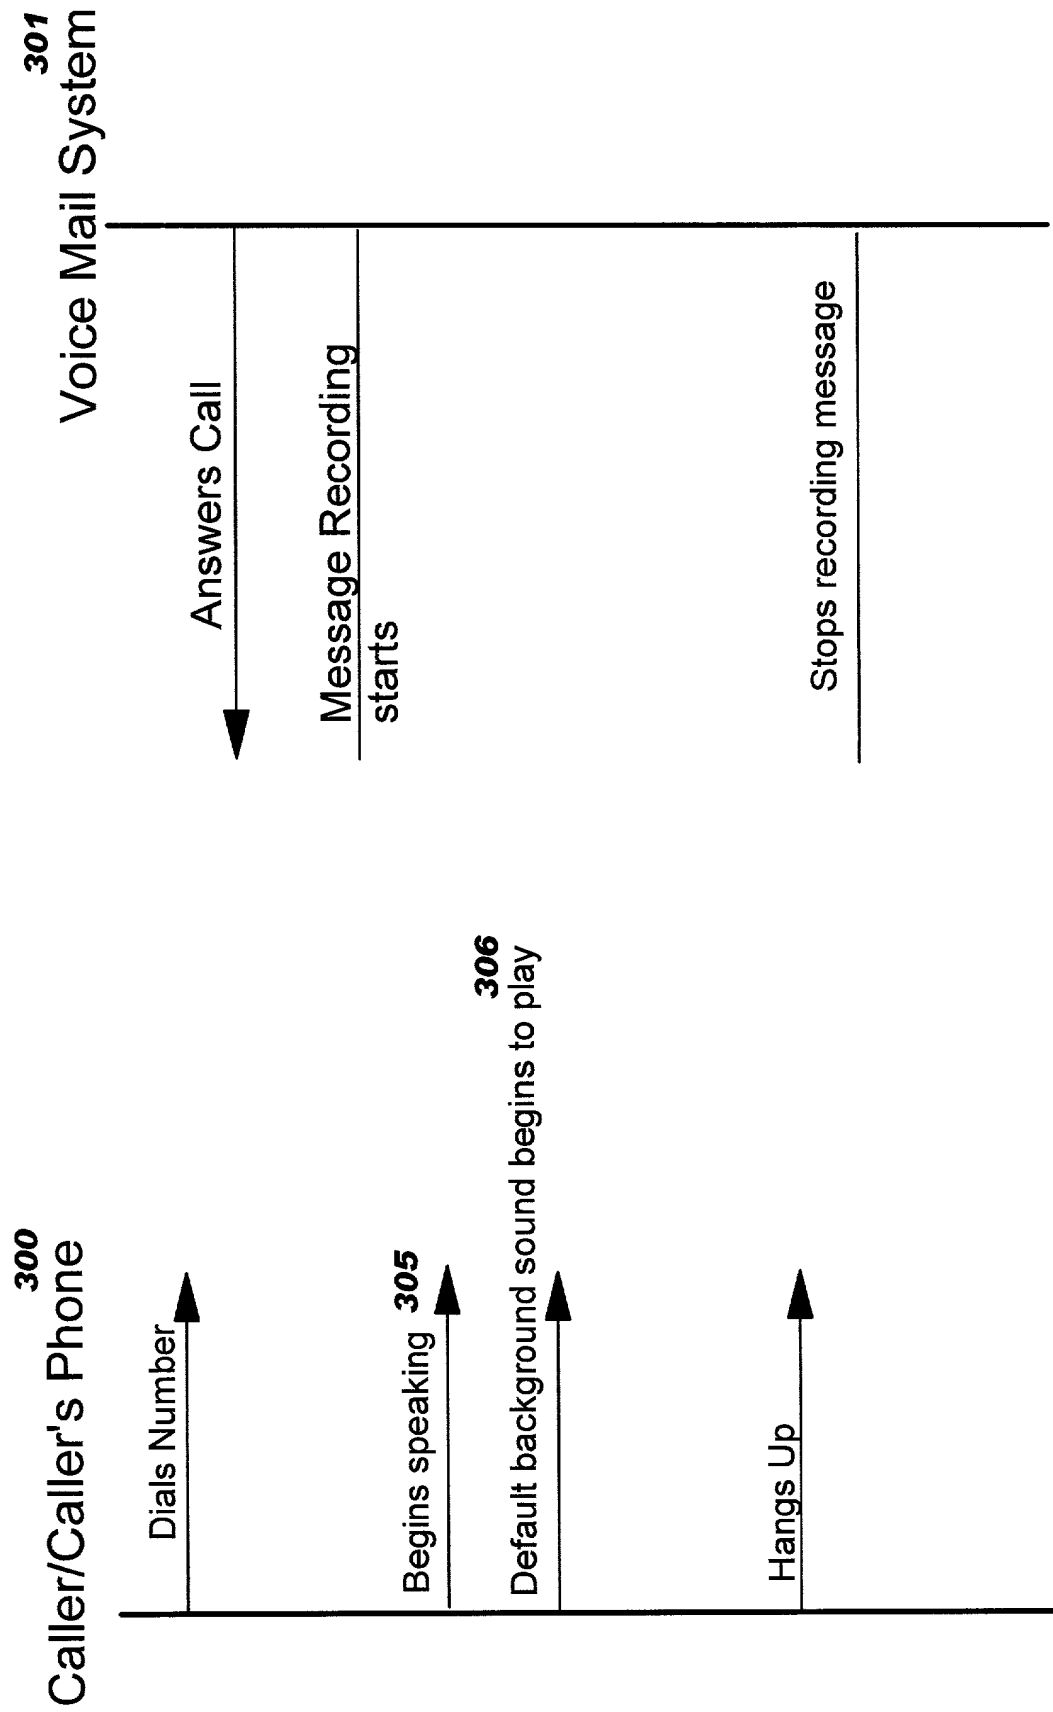 300
Caller/Caller's Phone
301
Voice Mail System
Dials Number
Answers Call
Message Recording
starts
Begins speaking 305
306
Default background sound begins to play
Hangs Up
Stops recording message